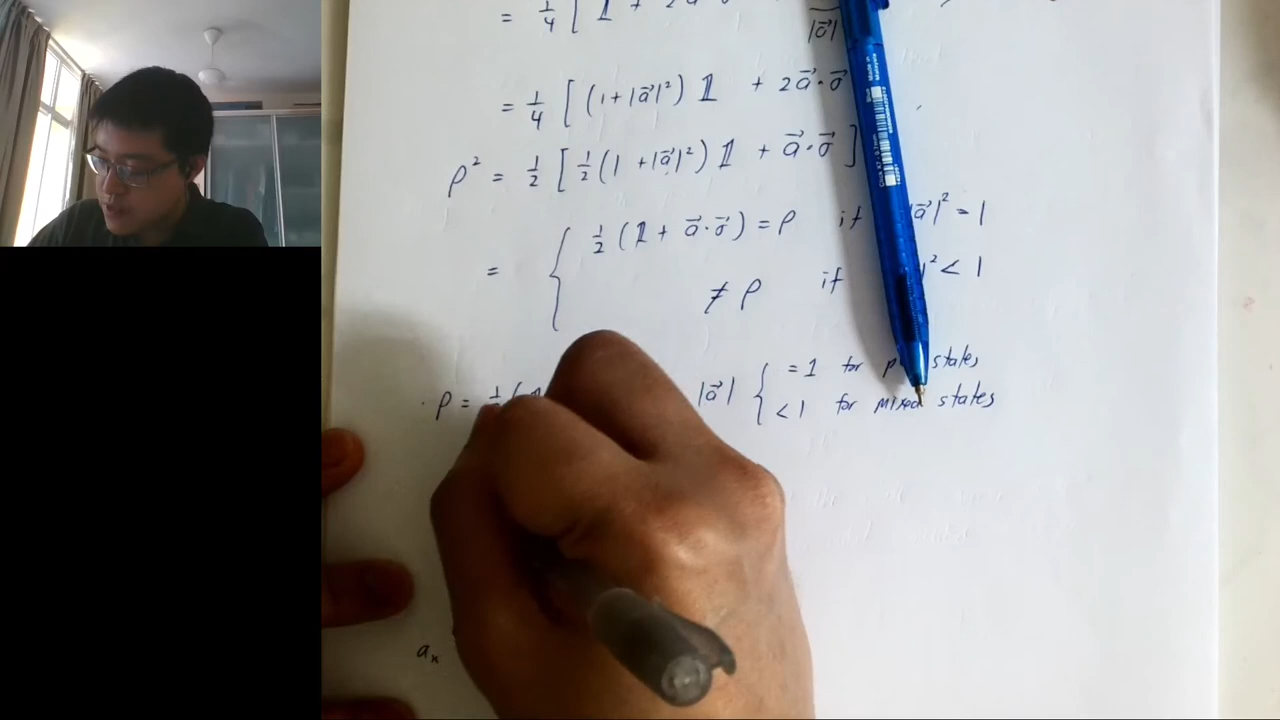 = 1/4 [ 𝟙 + 2a⃗
|a⃗|
= 1/4 [ (1+|a⃗|²) 𝟙 + 2a⃗·σ⃗
ρ² = 1/2 [ 1/2 (1 + |a⃗|²) 𝟙 + a⃗·σ⃗ ]
= { 1/2 (𝟙 + a⃗·σ⃗) = ρ if |a⃗|² = 1
≠ ρ if |² < 1
· ρ = |a⃗| { = 1 for states
< 1 for mixed states
aₓ